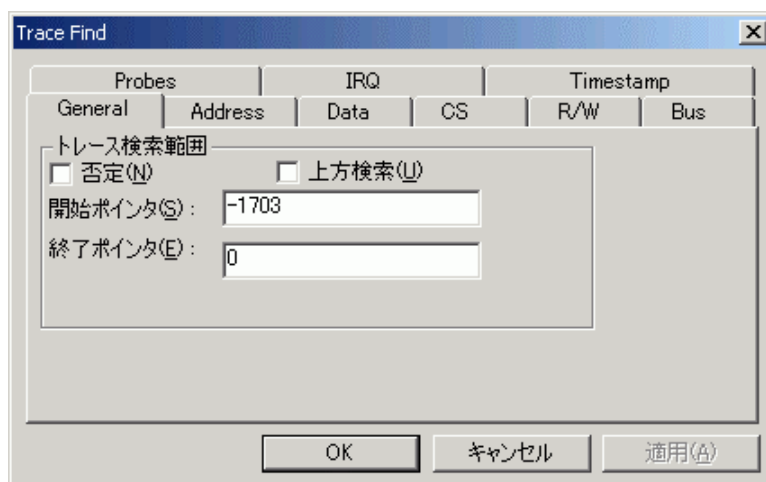 Trace Find
Probes IRQ Timestamp
General Address Data CS R/W Bus
トレース検索範囲
否定(N) 上方検索(U)
開始ポインタ(S): -1703
終了ポインタ(E): 0
OK キャンセル 適用(A)